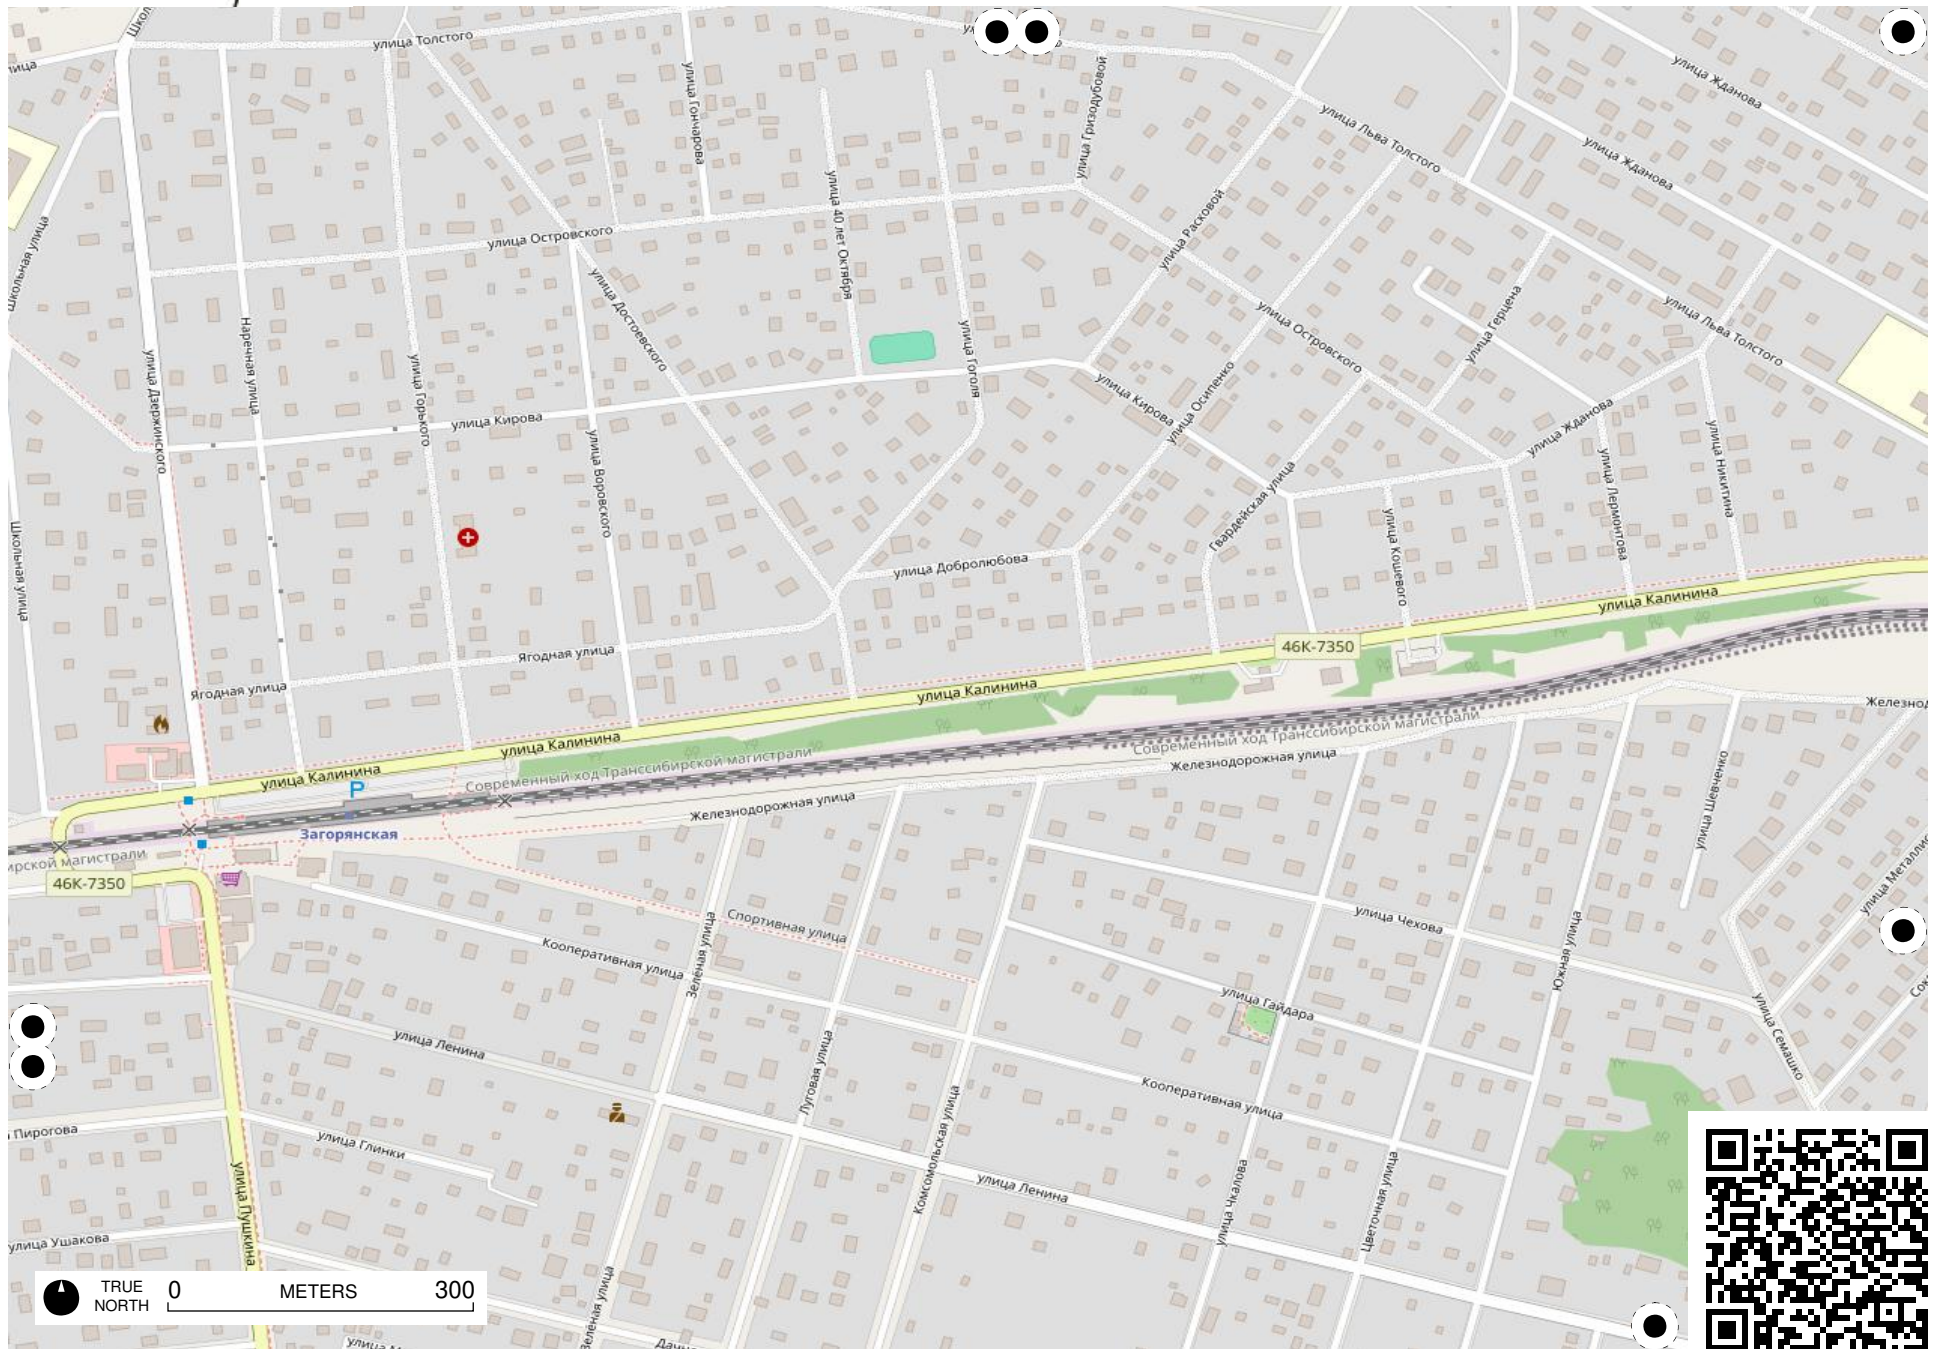 улица Толстого
улица Жданова
улица Гончарова
улица Гризодубовой
улица Льва Толстого
улица Жданова
улица 40 лет Октября
улица Расковой
Школьная улица
улица Островского
улица Достоевского
улица Герцена
улица Островского
улица Льва Толстого
Наречная улица
улица Дзержинского
улица Горького
улица Гоголя
улица Осипенко
улица Кирова
улица Кирова
улица Жданова
улица Воровского
улица Никитина
улица Лермонтова
Гвардейская улица
улица Кошевого
Школьная улица
улица Добролюбова
улица Калинина
46К-7350
Ягодная улица
Ягодная улица
улица Калинина
Железнод
Современный ход Транссибирской магистрали
улица Калинина
Железнодорожная улица
улица Калинина
Современный ход Транссибирской магистрали
P
Железнодорожная улица
улица Шевченко
Загорянская
ирской магистрали
46К-7350
улица Металлис
Спортивная улица
улица Чехова
Кооперативная улица
Зелёная улица
Южная улица
улица Гайдара
улица Ленина
улица Семашко
Луговая улица
Кооперативная улица
Комсомольская улица
Пирогова
улица Глинки
улица Пушкина
улица Ленина
улица Чкалова
Цветочная улица
улица Ушакова
Зелёная улица
TRUE NORTH
0 METERS 300